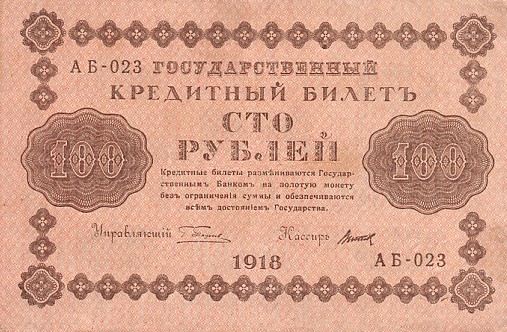 АБ-023 ГОСУДАРСТВЕННЫЙ
КРЕДИТНЫЙ БИЛЕТЪ
СТО
РУБЛЕЙ
100
100
Кредитные билеты размѣниваются Государ-
ственнымъ Банкомъ на золотую монету
безъ ограниченія суммы и обезпечиваются
всѣмъ достояніемъ Государства.
Управляющій
Кассиръ
1918
АБ-023